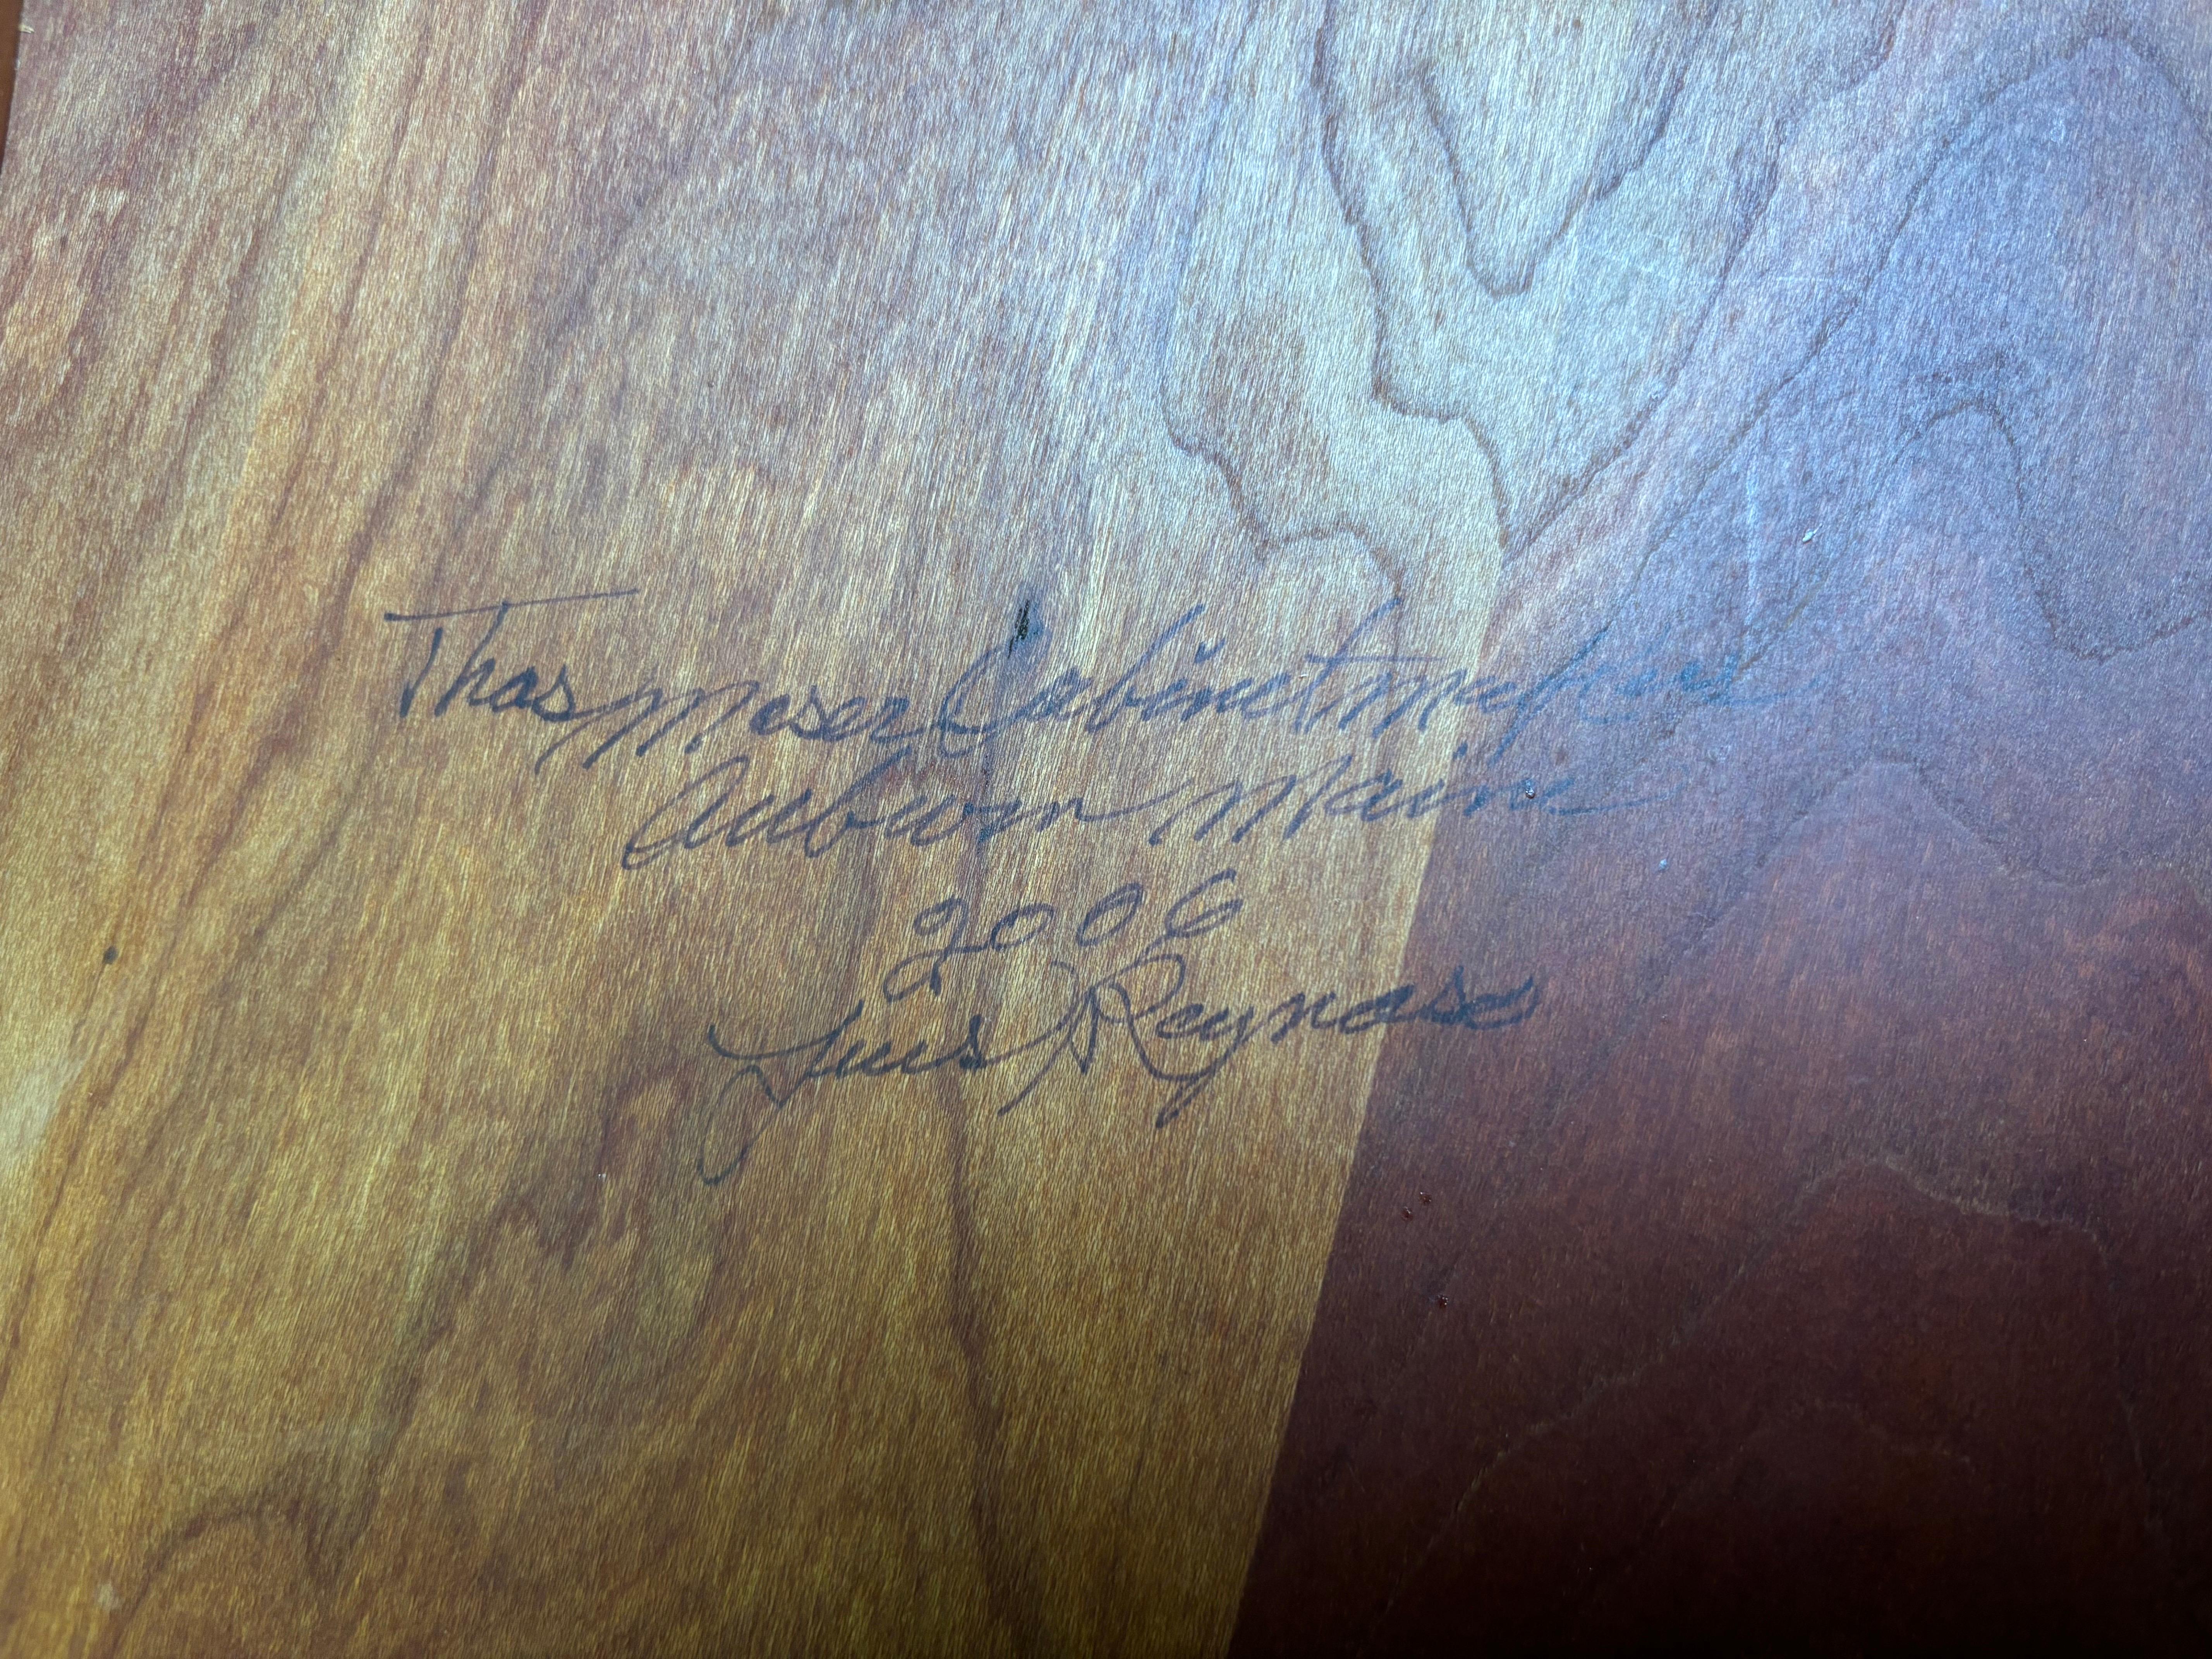 Thos Moser Cabinetmakers
Auburn Maine
2006
Luis Reynoso